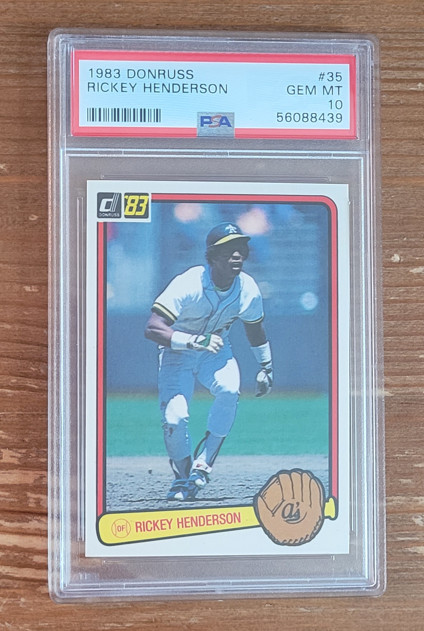 1983 DONRUSS #35
RICKEY HENDERSON GEM MT
10
PSA 56088439
DONRUSS '83
OF RICKEY HENDERSON
A's